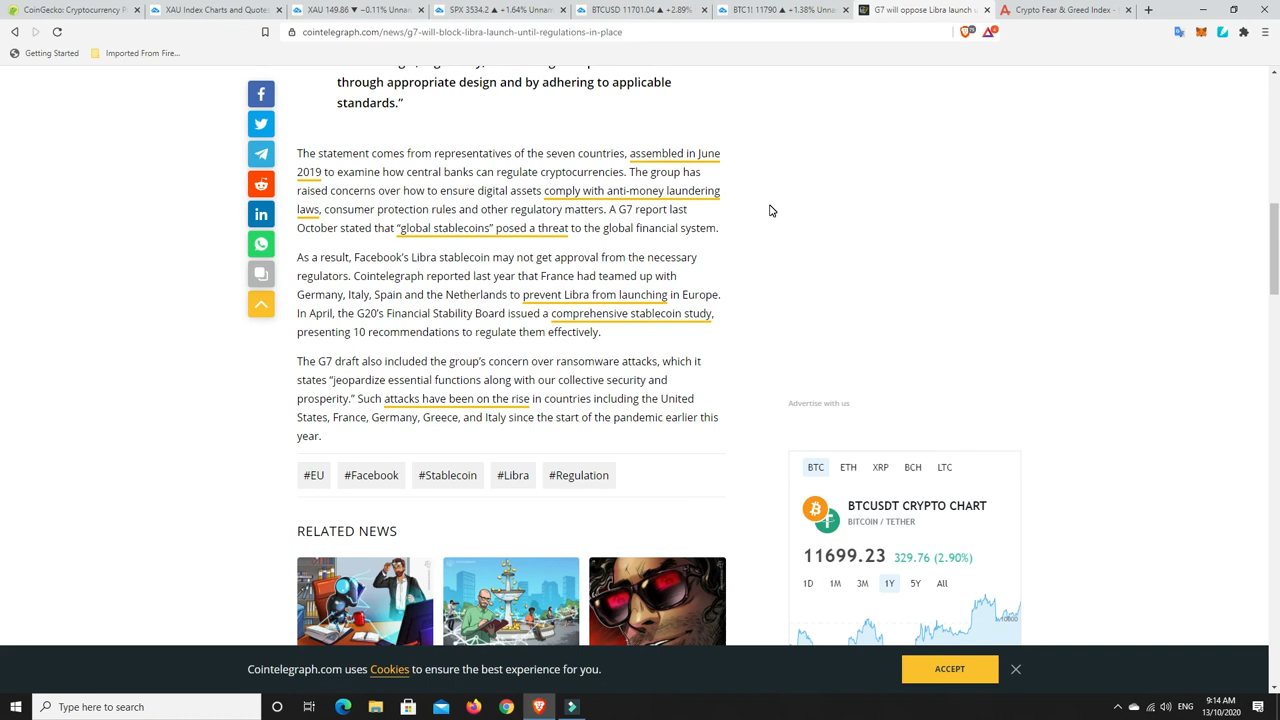 CoinGecko: Cryptocurrency P
XAU Index Charts and Quotes
XAU 149.86 ▾ −0.11% Unnan
SPX 3534.2 ▴ +1.64% Unnam
BTCUSD 11701.04 ▴ +2.89%
BTC1! 11790 ▴ +1.38% Unna
G7 will oppose Libra launch u
Crypto Fear & Greed Index -
cointelegraph.com/news/g7-will-block-libra-launch-until-regulations-in-place
Getting Started
Imported From Fire...
through appropriate design and by adhering to applicable
standards.”
The statement comes from representatives of the seven countries, assembled in June
2019 to examine how central banks can regulate cryptocurrencies. The group has
raised concerns over how to ensure digital assets comply with anti-money laundering
laws, consumer protection rules and other regulatory matters. A G7 report last
October stated that “global stablecoins” posed a threat to the global financial system.
As a result, Facebook’s Libra stablecoin may not get approval from the necessary
regulators. Cointelegraph reported last year that France had teamed up with
Germany, Italy, Spain and the Netherlands to prevent Libra from launching in Europe.
In April, the G20’s Financial Stability Board issued a comprehensive stablecoin study,
presenting 10 recommendations to regulate them effectively.
The G7 draft also included the group’s concern over ransomware attacks, which it
states “jeopardize essential functions along with our collective security and
prosperity.” Such attacks have been on the rise in countries including the United
States, France, Germany, Greece, and Italy since the start of the pandemic earlier this
year.
#EU #Facebook #Stablecoin #Libra #Regulation
RELATED NEWS
Advertise with us
BTC ETH XRP BCH LTC
BTCUSDT CRYPTO CHART
BITCOIN / TETHER
11699.23 329.76 (2.90%)
1D 1M 3M 1Y 5Y All
10000
Cointelegraph.com uses Cookies to ensure the best experience for you.
ACCEPT
Type here to search
ENG
9:14 AM
13/10/2020